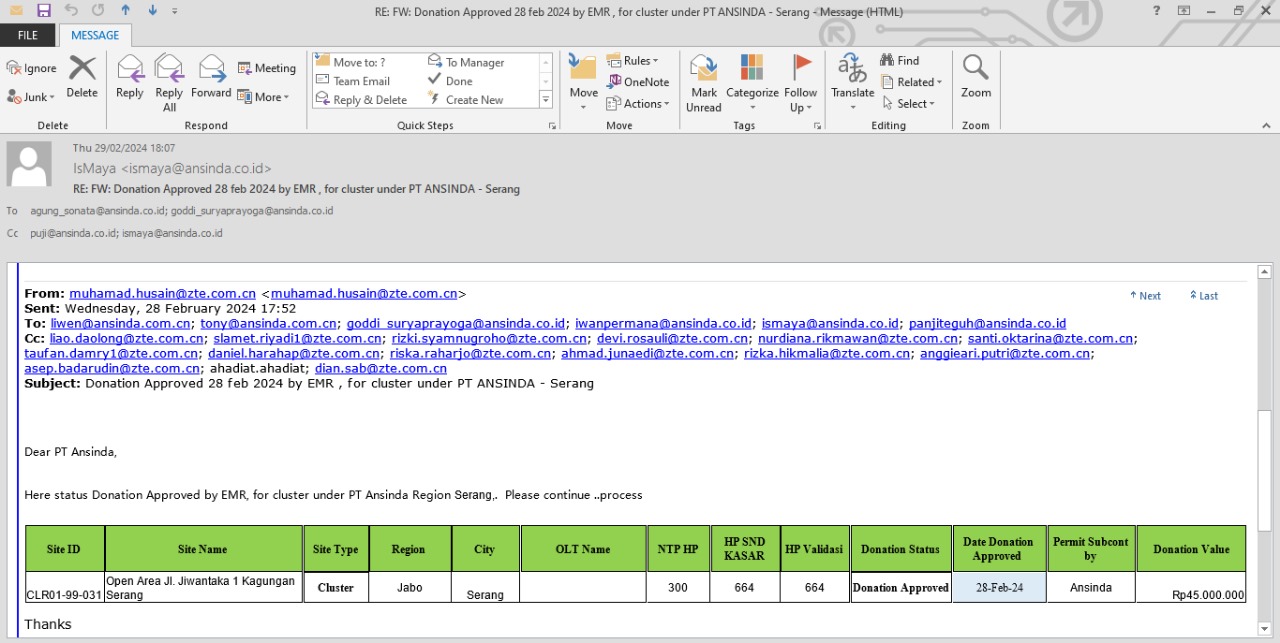 RE: FW: Donation Approved 28 feb 2024 by EMR , for cluster under PT ANSINDA - Serang - Message (HTML)
FILE MESSAGE
Ignore
Junk
Delete
Reply
Reply All
Forward
Meeting
More
Move to: ?
Team Email
Reply & Delete
To Manager
Done
Create New
Move
Rules
OneNote
Actions
Mark Unread
Categorize
Follow Up
Translate
Find
Related
Select
Zoom
Delete Respond Quick Steps Move Tags Editing Zoom
Thu 29/02/2024 18:07
IsMaya <ismaya@ansinda.co.id>
RE: FW: Donation Approved 28 feb 2024 by EMR , for cluster under PT ANSINDA - Serang
To agung_sonata@ansinda.co.id; goddi_suryaprayoga@ansinda.co.id
Cc puji@ansinda.co.id; ismaya@ansinda.co.id
From: muhamad.husain@zte.com.cn <muhamad.husain@zte.com.cn>
Next Last
Sent: Wednesday, 28 February 2024 17:52
To: liwen@ansinda.com.cn; tony@ansinda.com.cn; goddi_suryaprayoga@ansinda.co.id; iwanpermana@ansinda.co.id; ismaya@ansinda.co.id; panjiteguh@ansinda.co.id
Cc: liao.daolong@zte.com.cn; slamet.riyadi1@zte.com.cn; rizki.syamnugroho@zte.com.cn; devi.rosauli@zte.com.cn; nurdiana.rikmawan@zte.com.cn; santi.oktarina@zte.com.cn;
taufan.damry1@zte.com.cn; daniel.harahap@zte.com.cn; riska.raharjo@zte.com.cn; ahmad.junaedi@zte.com.cn; rizka.hikmalia@zte.com.cn; anggieari.putri@zte.com.cn;
asep.badarudin@zte.com.cn; ahadiat.ahadiat; dian.sab@zte.com.cn
Subject: Donation Approved 28 feb 2024 by EMR , for cluster under PT ANSINDA - Serang
Dear PT Ansinda,
Here status Donation Approved by EMR, for cluster under PT Ansinda Region Serang,.  Please continue ..process
Site ID Site Name Site Type Region City OLT Name NTP HP HP SND KASAR HP Validasi Donation Status Date Donation Approved Permit Subcont by Donation Value
CLR01-99-031 Open Area Jl. Jiwantaka 1 Kagungan Serang Cluster Jabo Serang 300 664 664 Donation Approved 28-Feb-24 Ansinda Rp45.000.000
Thanks